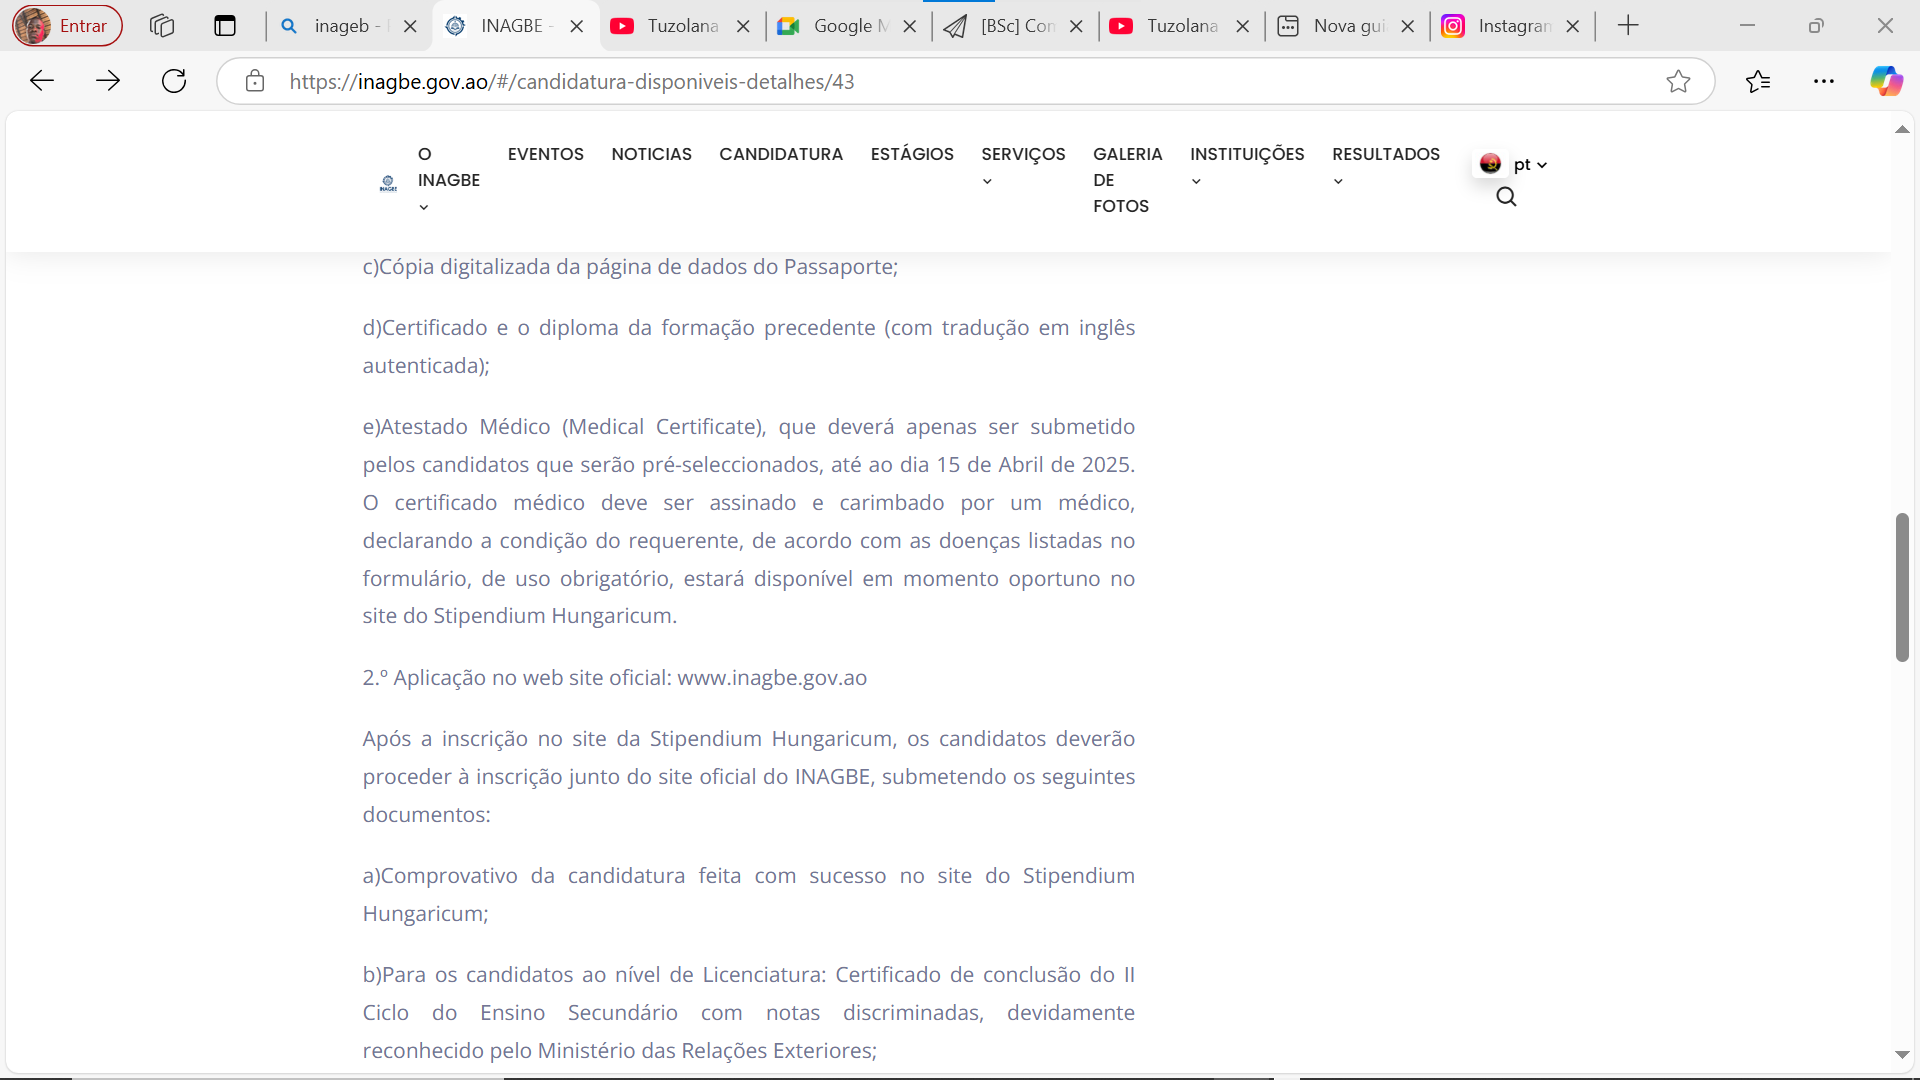 Entrar
inageb -
INAGBE -
Tuzolana
Google M
[BSc] Con
Tuzolana
Nova gui
Instagran
https://inagbe.gov.ao/#/candidatura-disponiveis-detalhes/43
INAGBE
O INAGBE
EVENTOS
NOTICIAS
CANDIDATURA
ESTÁGIOS
SERVIÇOS
GALERIA DE FOTOS
INSTITUIÇÕES
RESULTADOS
pt
c)Cópia digitalizada da página de dados do Passaporte;
d)Certificado e o diploma da formação precedente (com tradução em inglês
autenticada);
e)Atestado Médico (Medical Certificate), que deverá apenas ser submetido
pelos candidatos que serão pré-seleccionados, até ao dia 15 de Abril de 2025.
O certificado médico deve ser assinado e carimbado por um médico,
declarando a condição do requerente, de acordo com as doenças listadas no
formulário, de uso obrigatório, estará disponível em momento oportuno no
site do Stipendium Hungaricum.
2.º Aplicação no web site oficial: www.inagbe.gov.ao
Após a inscrição no site da Stipendium Hungaricum, os candidatos deverão
proceder à inscrição junto do site oficial do INAGBE, submetendo os seguintes
documentos:
a)Comprovativo da candidatura feita com sucesso no site do Stipendium
Hungaricum;
b)Para os candidatos ao nível de Licenciatura: Certificado de conclusão do II
Ciclo do Ensino Secundário com notas discriminadas, devidamente
reconhecido pelo Ministério das Relações Exteriores;